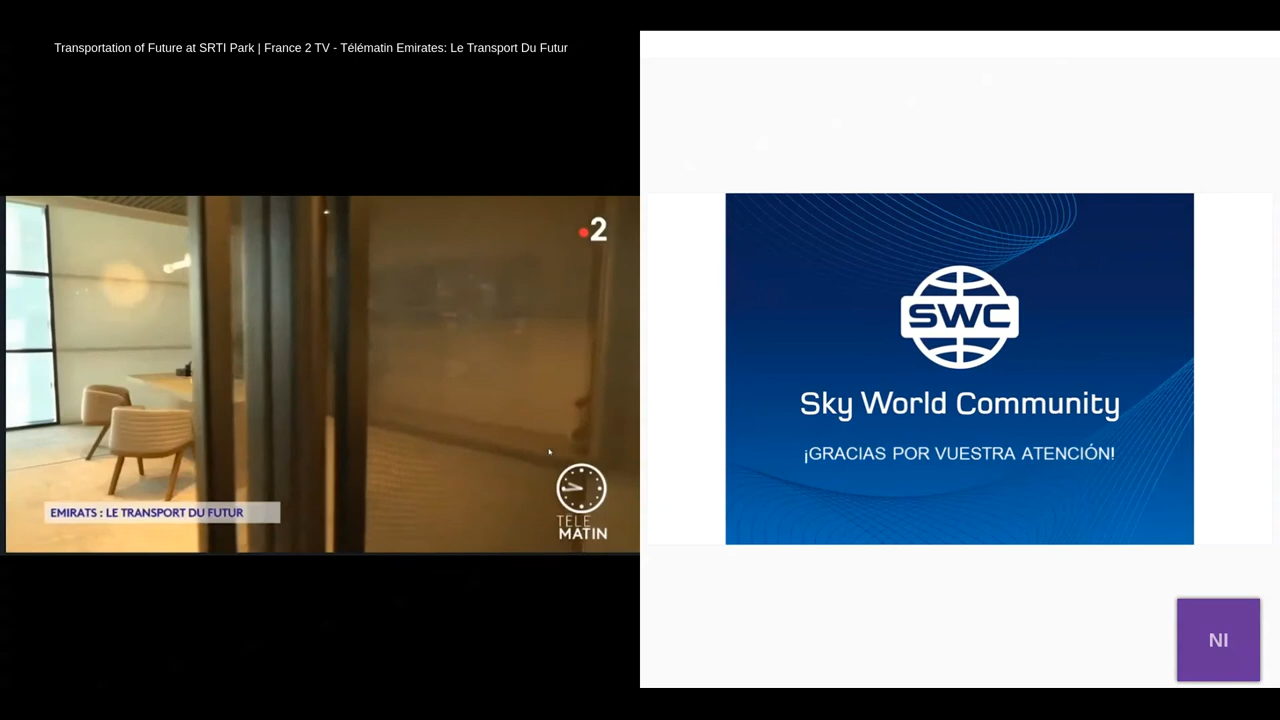 Transportation of Future at SRTI Park | France 2 TV - Télématin Emirates: Le Transport Du Futur
2
EMIRATS : LE TRANSPORT DU FUTUR
TELE
MATIN
SWC
Sky World Community
¡GRACIAS POR VUESTRA ATENCIÓN!
NI